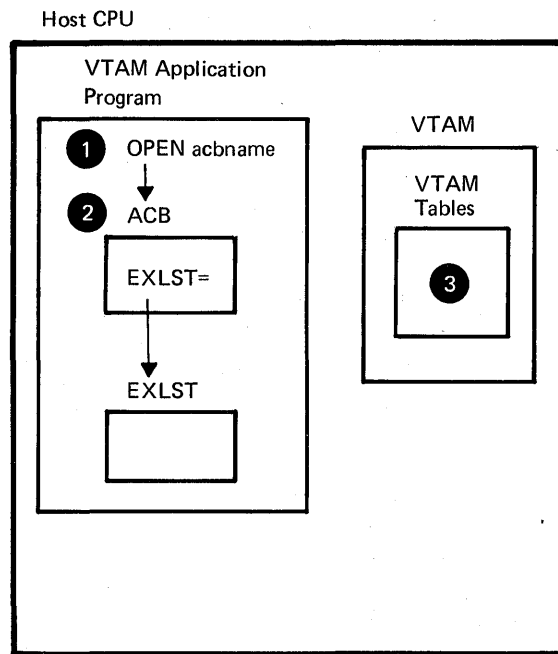 Host CPU
VTAM Application
Program
1 OPEN acbname
2 ACB
EXLST=
EXLST
VTAM
VTAM
Tables
3